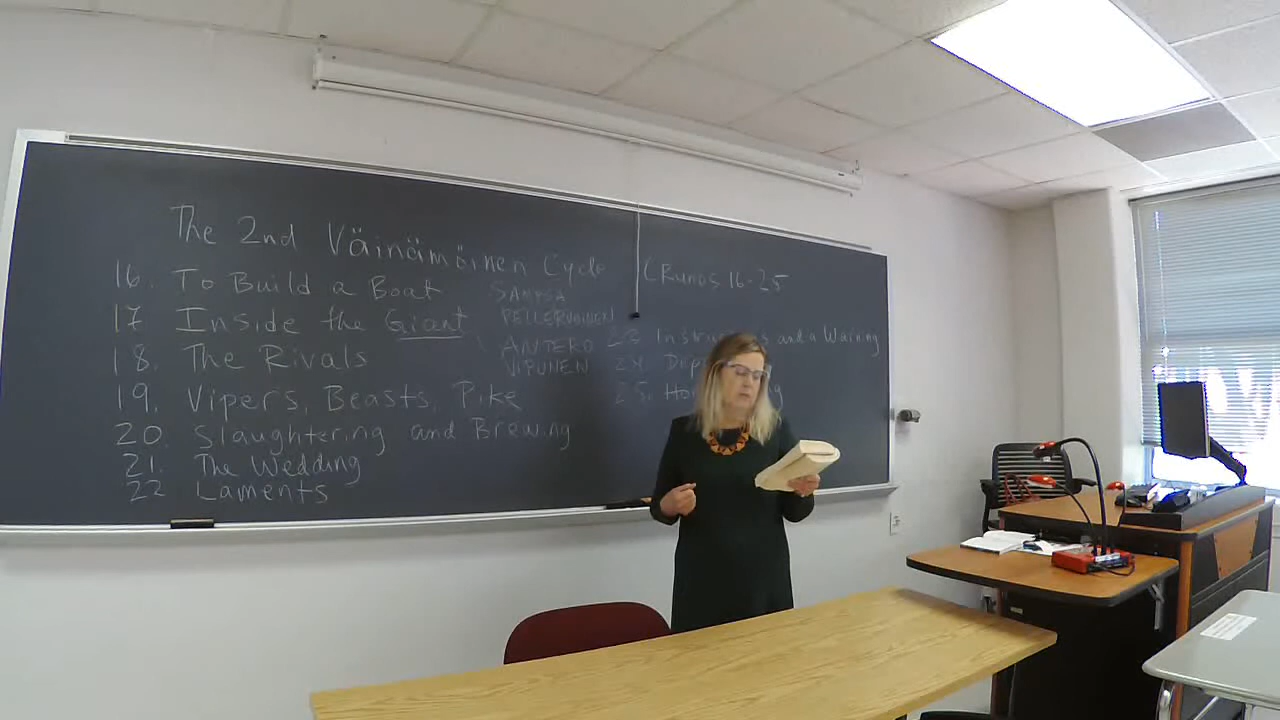 The 2nd Väinämöinen Cycle (Runos 16-25
16. To Build a Boat
17 Inside the Giant
18. The Rivals
19. Vipers, Beasts, Pike
20. Slaughtering and
21. The Wedding
22 Laments
SAMPSA
PELLERVOINEN
ANTERO
VIPUNEN
23 and a Warning
24.
25.